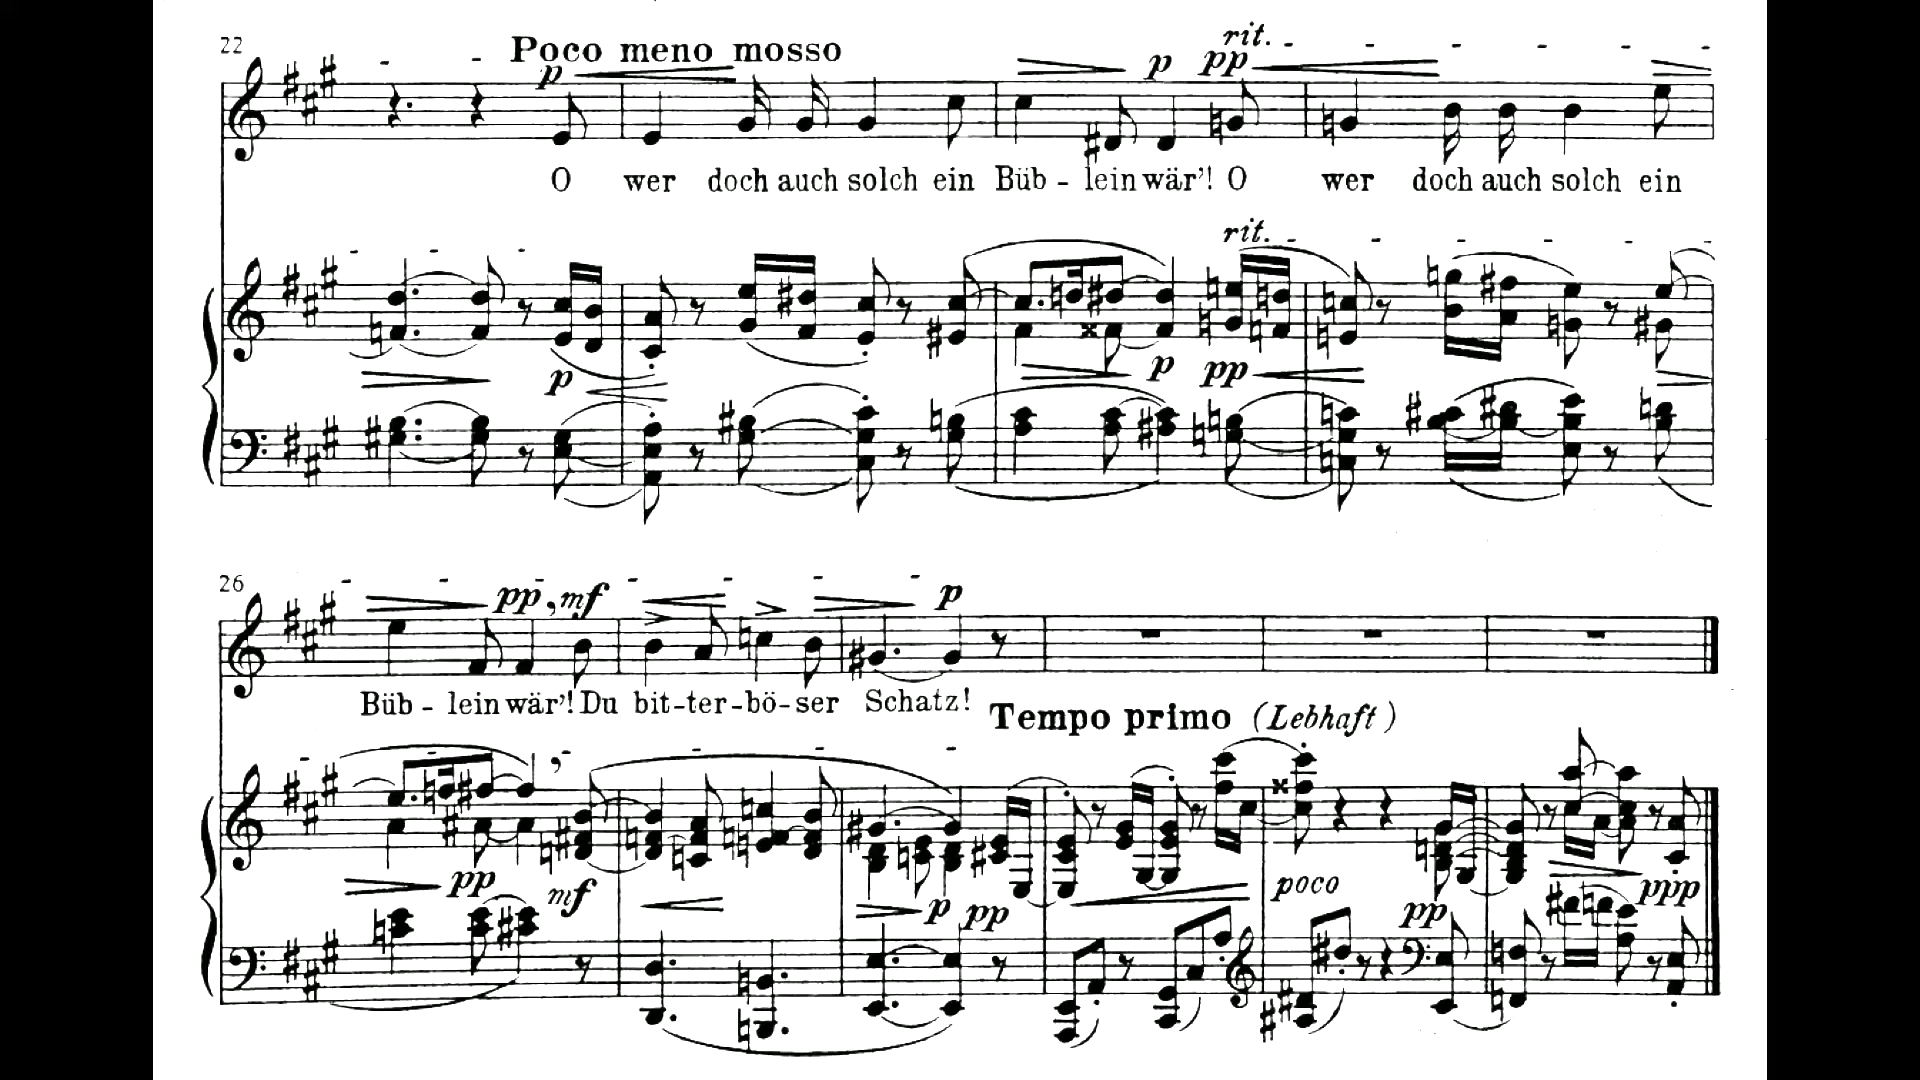 22
Poco meno mosso
rit.
p
pp
p
O wer doch auch solch ein Büb - lein wär'! O wer doch auch solch ein
rit.
p
p
pp
26
pp, mf
p
Büb - lein wär'! Du bit-ter-bö-ser Schatz!
Tempo primo (Lebhaft)
pp
mf
p
pp
poco
pp
ppp